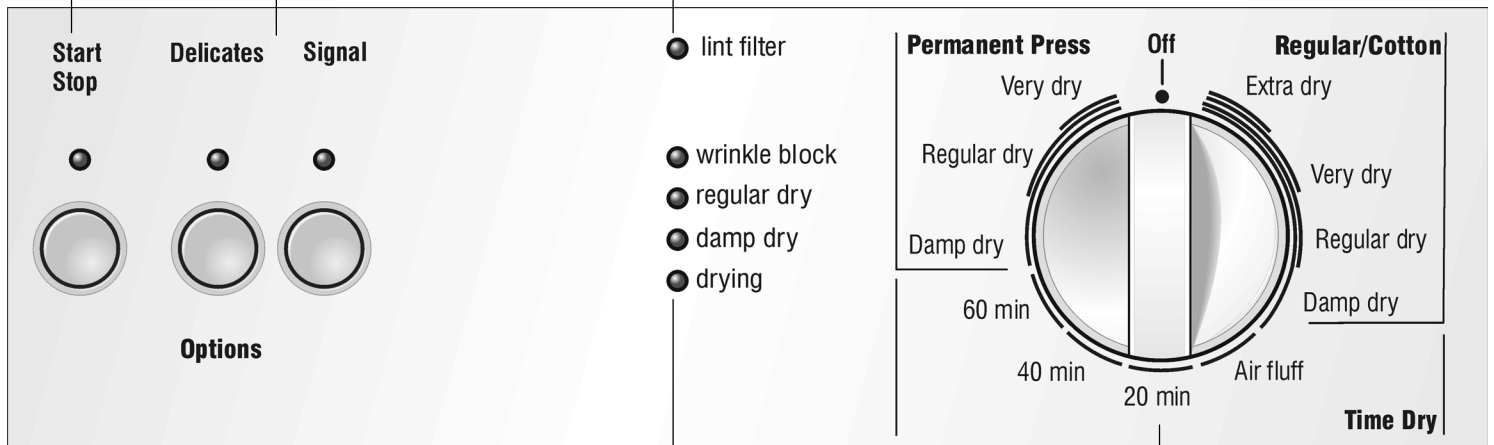 Start
Stop
Delicates
Signal
Options
lint filter
wrinkle block
regular dry
damp dry
drying
Permanent Press
Off
Regular/Cotton
Very dry
Regular dry
Damp dry
Extra dry
Very dry
Regular dry
Damp dry
60 min
40 min
20 min
Air fluff
Time Dry